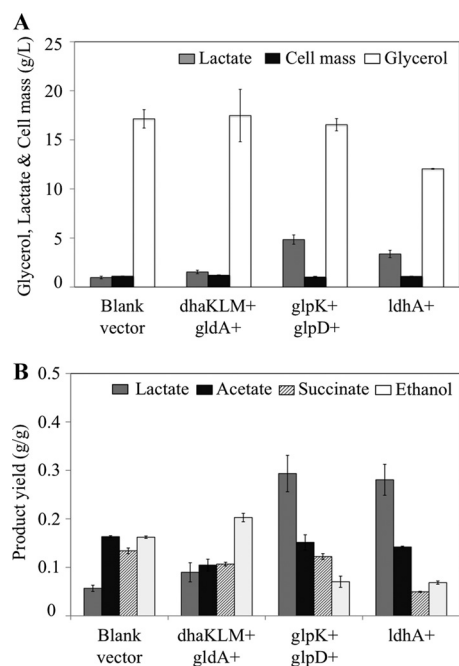 A
Glycerol, Lactate & Cell mass (g/L)
25
20
15
10
5
0
Lactate Cell mass Glycerol
Blank
vector
dhaKLM+
gldA+
glpK+
glpD+
ldhA+
B
Product yield (g/g)
0.5
0.4
0.3
0.2
0.1
0
Lactate Acetate Succinate Ethanol
Blank
vector
dhaKLM+
gldA+
glpK+
glpD+
ldhA+